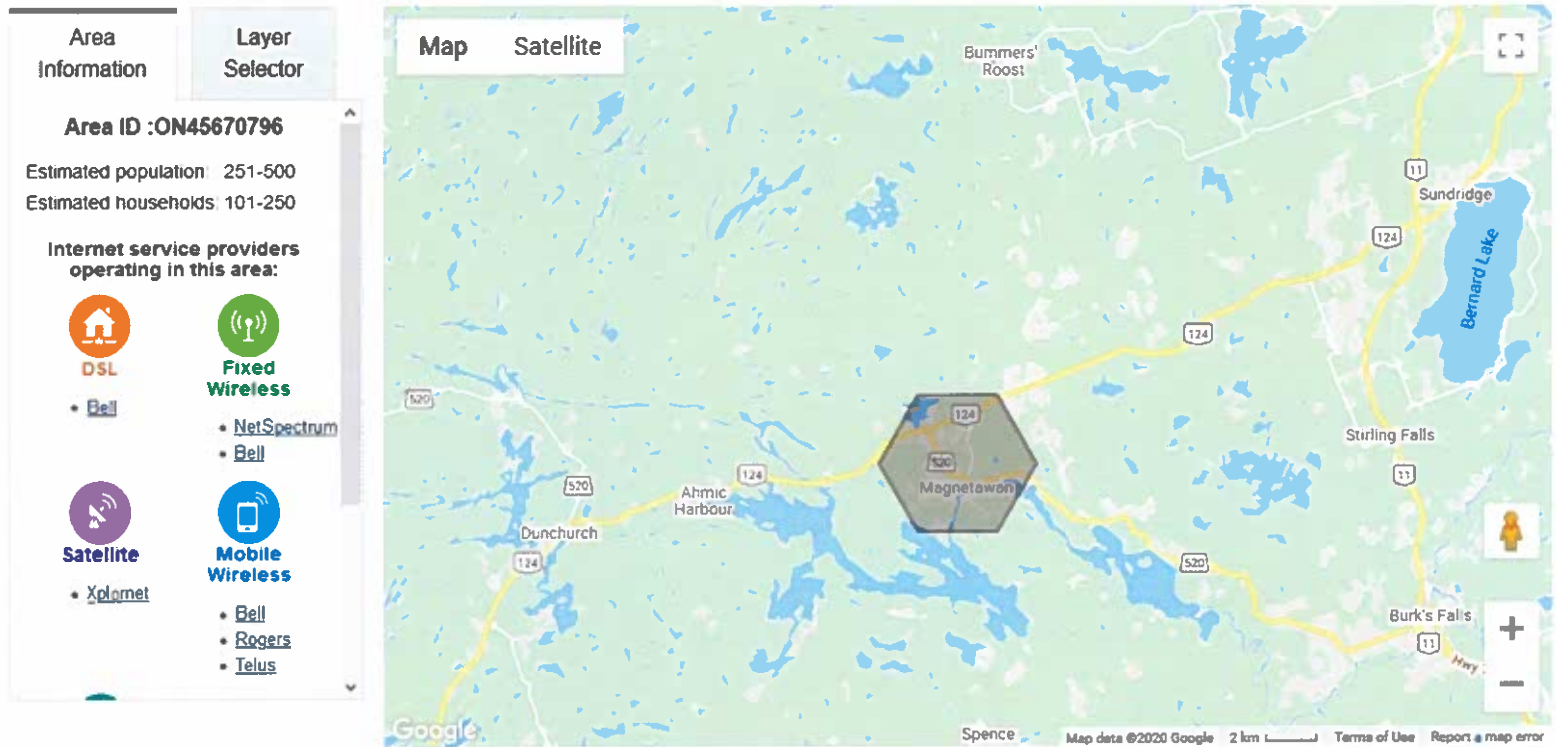 Area
Information
Layer
Selector
Area ID :ON45670796
Estimated population: 251-500
Estimated households: 101-250
Internet service providers
operating in this area:
DSL
• Bell
Fixed
Wireless
• NetSpectrum
• Bell
Satellite
• Xplornet
Mobile
Wireless
• Bell
• Rogers
• Telus
Map Satellite
Bummers'
Roost
11
Sundridge
124
Bernard Lake
124
520
124
Stirling Falls
520
Magnetawan
124
11
520
Ahmic
Harbour
Dunchurch
124
520
Burk's Falls
11
Hwy
Google
Spence
Map data ©2020 Google 2 km Terms of Use Report a map error